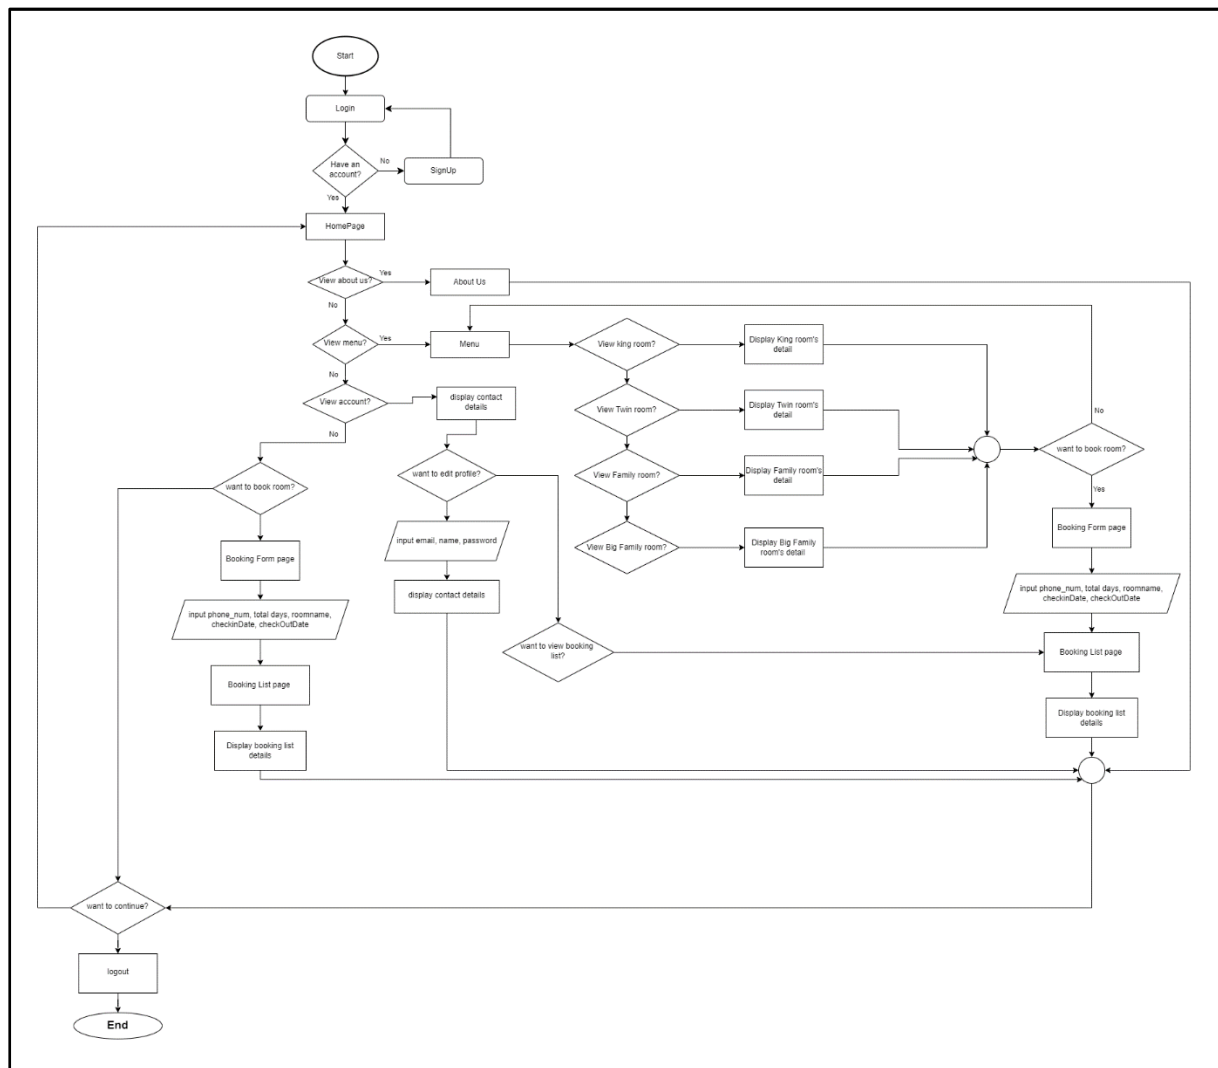 Start
Login
Have an
account?
No
SignUp
Yes
HomePage
View about us?
Yes
About Us
No
View menu?
Yes
Menu
View king room?
Display King room's
detail
No
View account?
display contact
details
View Twin room?
Display Twin room's
detail
No
No
want to book room?
want to edit profile?
View Family room?
Display Family room's
detail
want to book room?
Yes
input email, name, password
View Big Family room?
Display Big Family
room's detail
Booking Form page
Booking Form page
display contact details
input phone_num, total days, roomname,
checkinDate, checkOutDate
input phone_num, total days, roomname,
checkinDate, checkOutDate
want to view booking
list?
Booking List page
Booking List page
Display booking list
details
Display booking list
details
want to continue?
logout
End